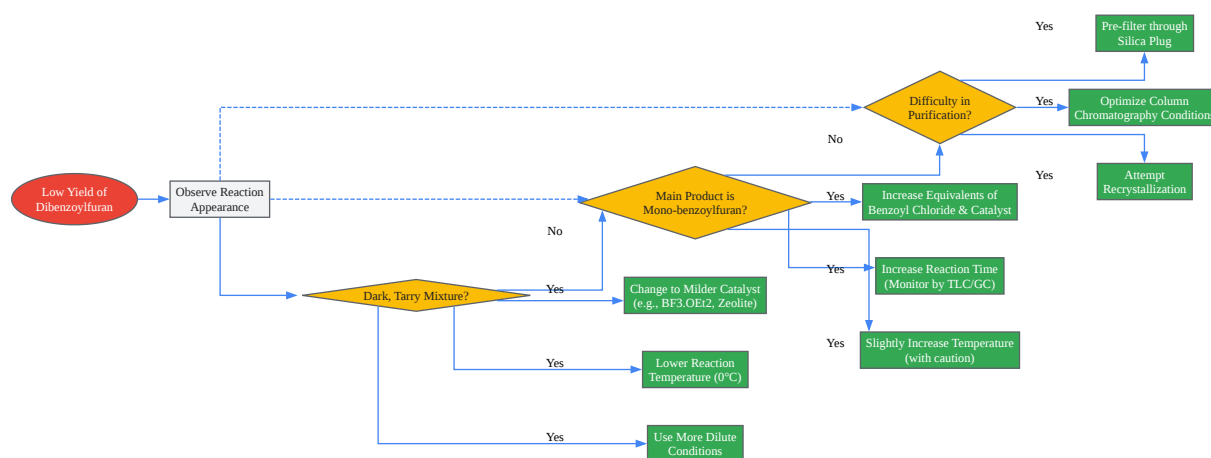 Low Yield of
Dibenzoylfuran
Observe Reaction
Appearance
Dark, Tarry Mixture?
Yes
Change to Milder Catalyst
(e.g., BF3.OEt2, Zeolite)
Yes
Lower Reaction
Temperature (0°C)
Yes
Use More Dilute
Conditions
No
Main Product is
Mono-benzoylfuran?
Yes
Increase Equivalents of
Benzoyl Chloride & Catalyst
Yes
Increase Reaction Time
(Monitor by TLC/GC)
Yes
Slightly Increase Temperature
(with caution)
No
Difficulty in
Purification?
Yes
Pre-filter through
Silica Plug
Yes
Optimize Column
Chromatography Conditions
Yes
Attempt
Recrystallization